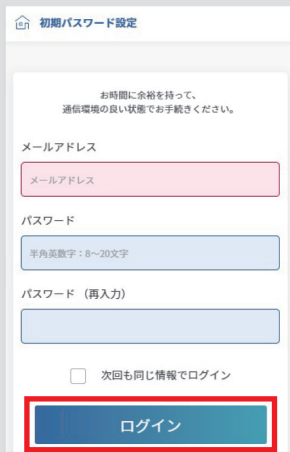 en 初期パスワード設定
お時間に余裕を持って、
通信環境の良い状態でお手続きください。
メールアドレス
メールアドレス
パスワード
半角英数字：8～20文字
パスワード （再入力）
次回も同じ情報でログイン
ログイン